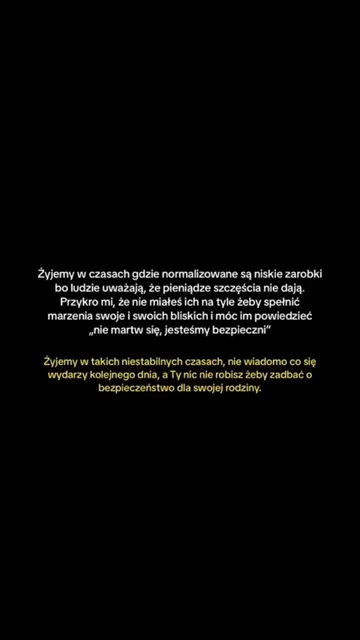 Żyjemy w czasach gdzie normalizowane są niskie zarobki
bo ludzie uważają, że pieniądze szczęścia nie dają.
Przykro mi, że nie miałeś ich na tyle żeby spełnić
marzenia swoje i swoich bliskich i móc im powiedzieć
„nie martw się, jesteśmy bezpieczni”
Żyjemy w takich niestabilnych czasach, nie wiadomo co się
wydarzy kolejnego dnia, a Ty nic nie robisz żeby zadbać o
bezpieczeństwo dla swojej rodziny.